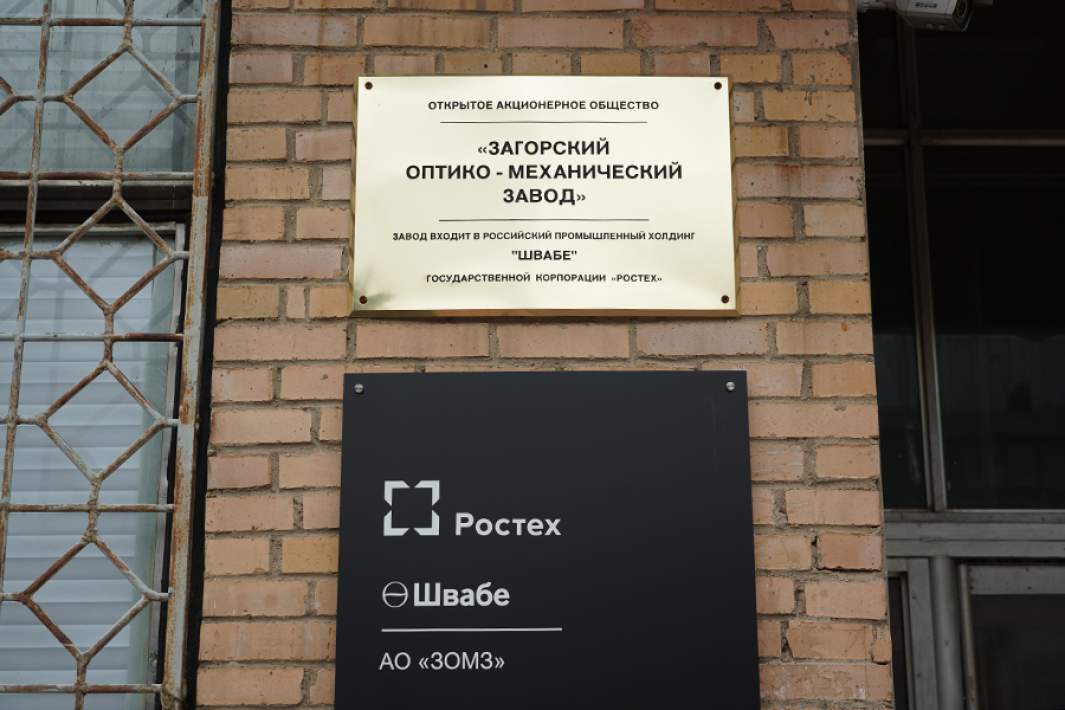 ОТКРЫТОЕ АКЦИОНЕРНОЕ ОБЩЕСТВО
«ЗАГОРСКИЙ
ОПТИКО - МЕХАНИЧЕСКИЙ
ЗАВОД»
ЗАВОД ВХОДИТ В РОССИЙСКИЙ ПРОМЫШЛЕННЫЙ ХОЛДИНГ
"ШВАБЕ"
ГОСУДАРСТВЕННОЙ КОРПОРАЦИИ «РОСТЕХ»
Ростех
Швабе
АО «ЗОМЗ»